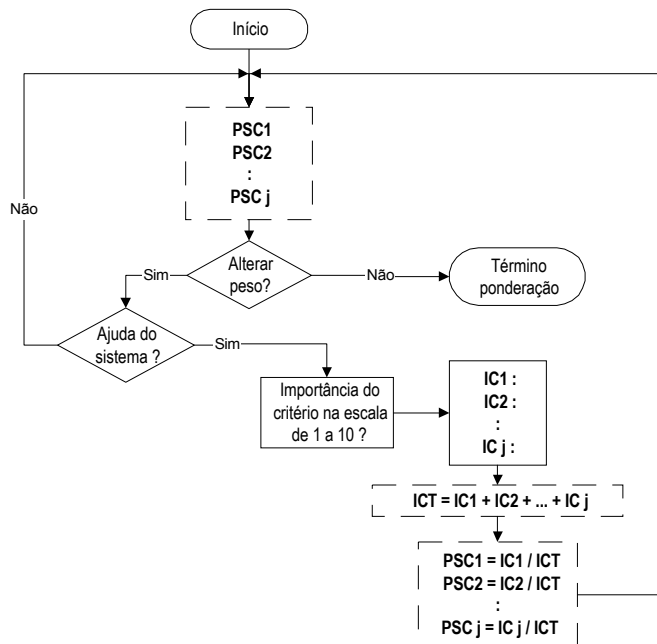 Início
PSC1
PSC2
:
PSC j
Não
Alterar
peso?
Sim
Não
Término
ponderação
Ajuda do
sistema ?
Sim
Importância do
critério na escala
de 1 a 10 ?
IC1 :
IC2 :
:
IC j :
ICT = IC1 + IC2 + ... + IC j
PSC1 = IC1 / ICT
PSC2 = IC2 / ICT
:
PSC j = IC j / ICT